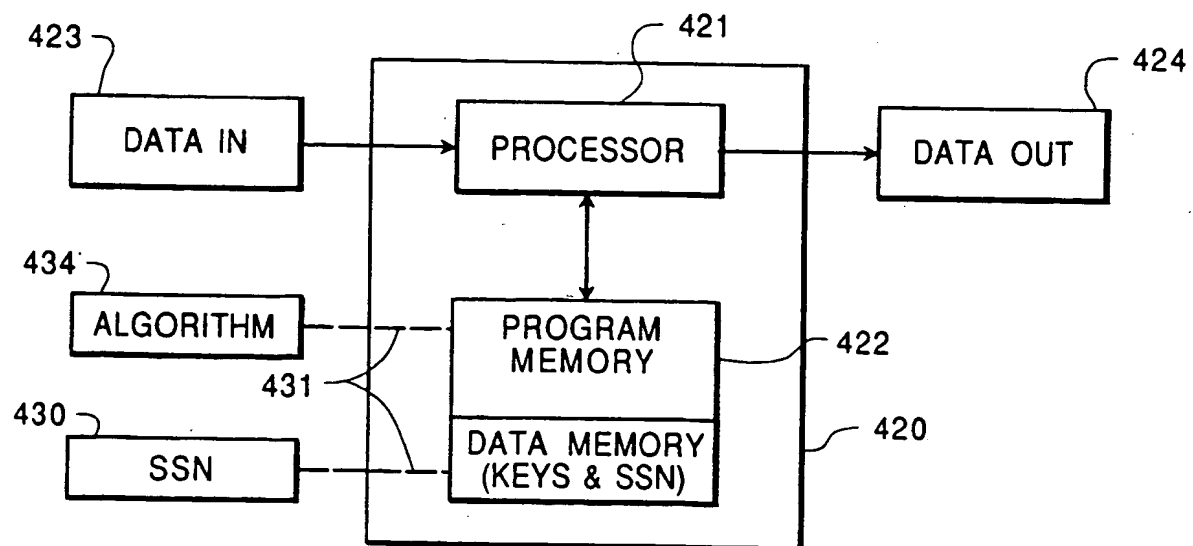 423
421
424
DATA IN
PROCESSOR
DATA OUT
434
ALGORITHM
PROGRAM
MEMORY
422
431
430
SSN
DATA MEMORY
(KEYS & SSN)
420